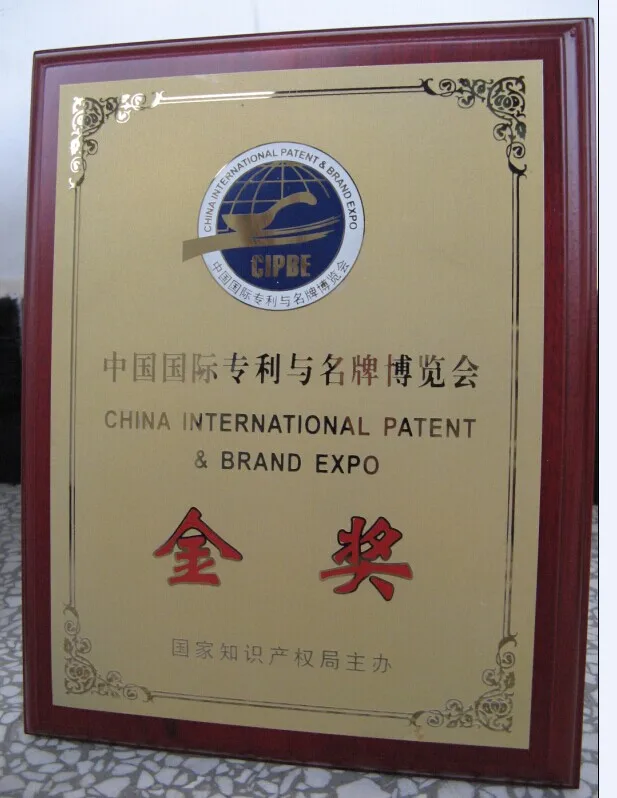 CHINA INTERNATIONAL PATENT & BRAND EXPO
CIPBE
中国国际专利与名牌博览会
中国国际专利与名牌博览会
CHINA INTERNATIONAL PATENT
& BRAND EXPO
金奖
国家知识产权局主办